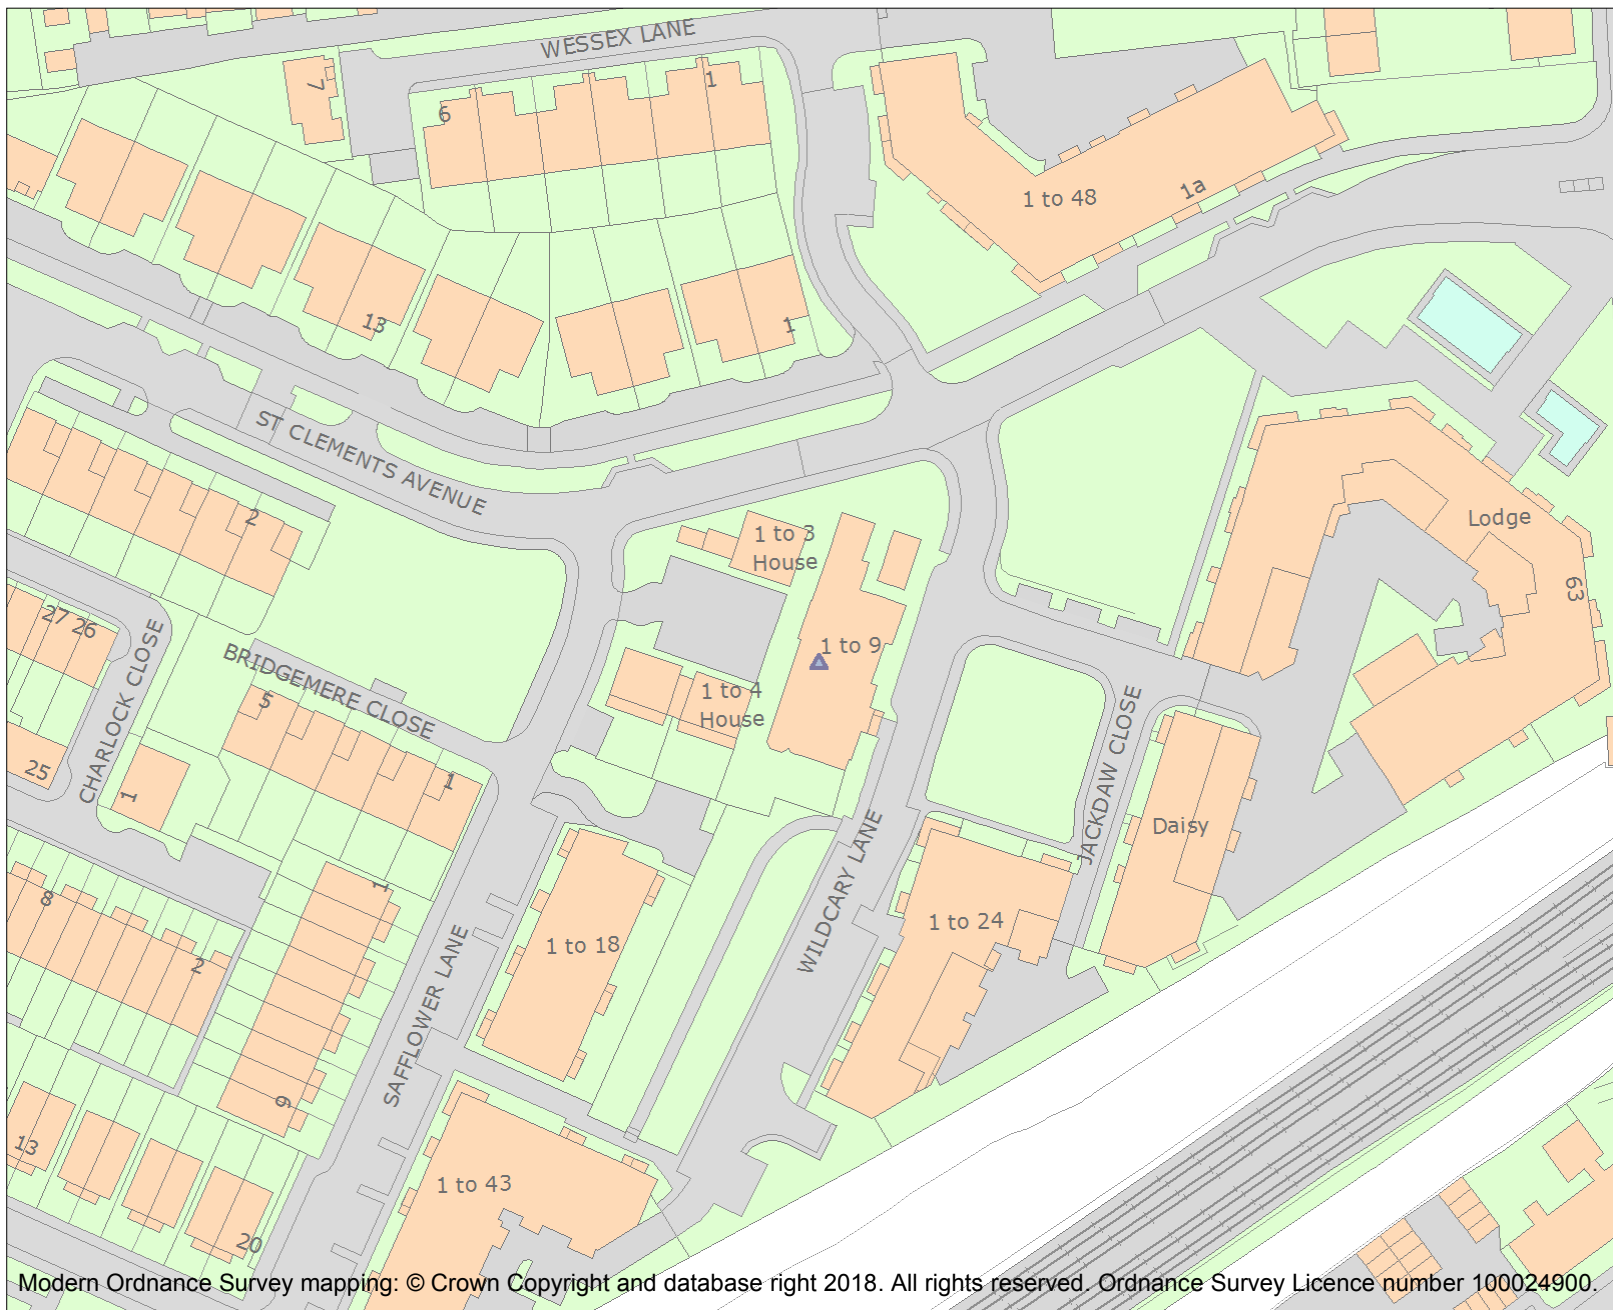 WESSEX LANE
7
6
1
1 to 48
1a
13
1
ST CLEMENTS AVENUE
2
1 to 3
House
Lodge
63
27 26
1 to 9
BRIDGEMERE CLOSE
CHARLOCK CLOSE
5
1 to 4
House
JACKDAW CLOSE
25
1
1
Daisy
WILDCARY LANE
8
1
2
1 to 18
1 to 24
SAFFLOWER LANE
9
13
1 to 43
20
Modern Ordnance Survey mapping: © Crown Copyright and database right 2018. All rights reserved. Ordnance Survey Licence number 100024900.